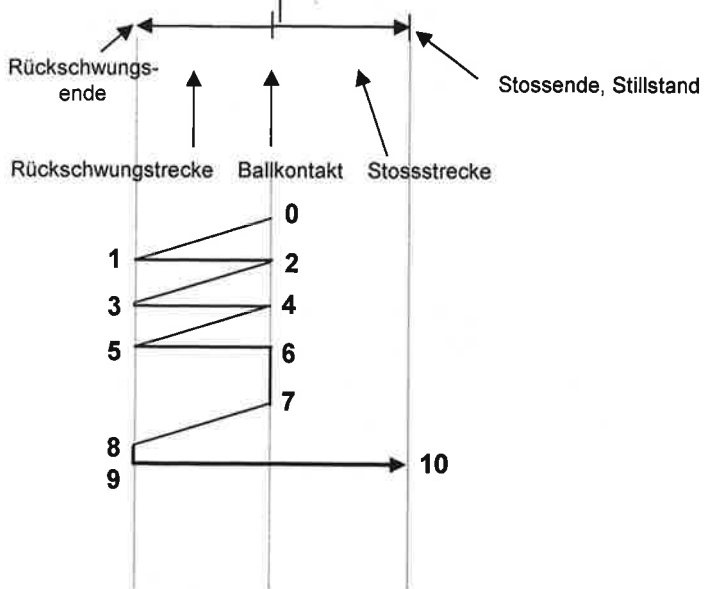 Rückschwungs-
ende
Stossende, Stillstand
Rückschwungstrecke Ballkontakt Stossstrecke
0
1 2
3 4
5 6
7
8
9 10